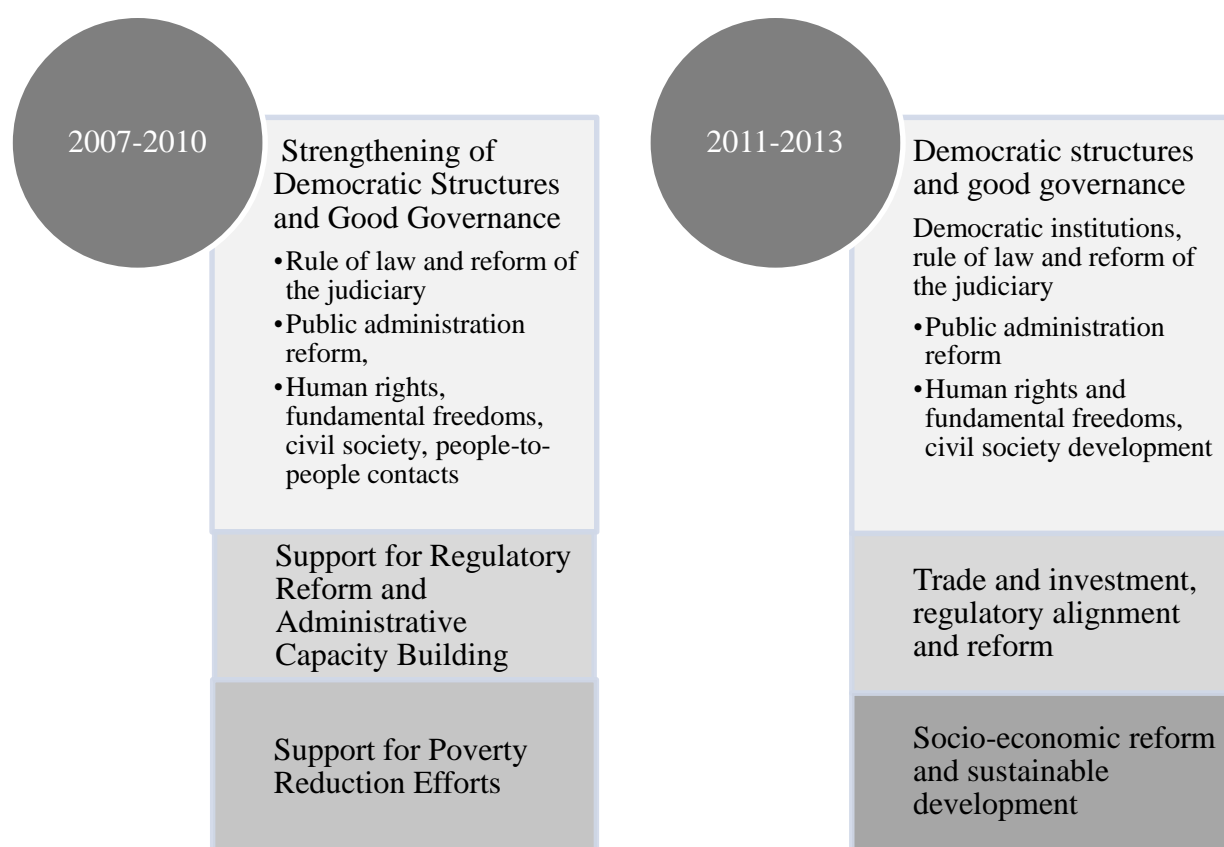 2007-2010
Strengthening of
Democratic Structures
and Good Governance
•Rule of law and reform of
the judiciary
•Public administration
reform,
•Human rights,
fundamental freedoms,
civil society, people-to-
people contacts
Support for Regulatory
Reform and
Administrative
Capacity Building
Support for Poverty
Reduction Efforts
2011-2013
Democratic structures
and good governance
Democratic institutions,
rule of law and reform of
the judiciary
•Public administration
reform
•Human rights and
fundamental freedoms,
civil society development
Trade and investment,
regulatory alignment
and reform
Socio-economic reform
and sustainable
development